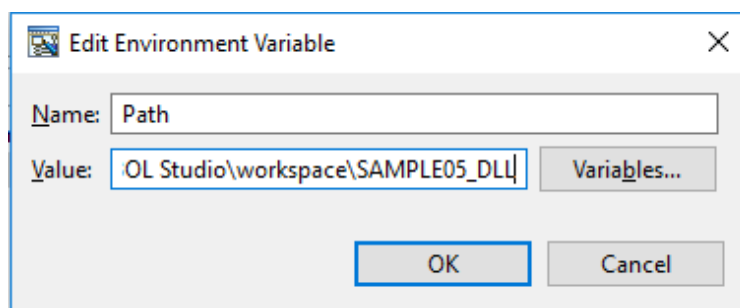 Edit Environment Variable
Name: Path
Value: OL Studio\workspace\SAMPLE05_DLL Variables...
OK Cancel